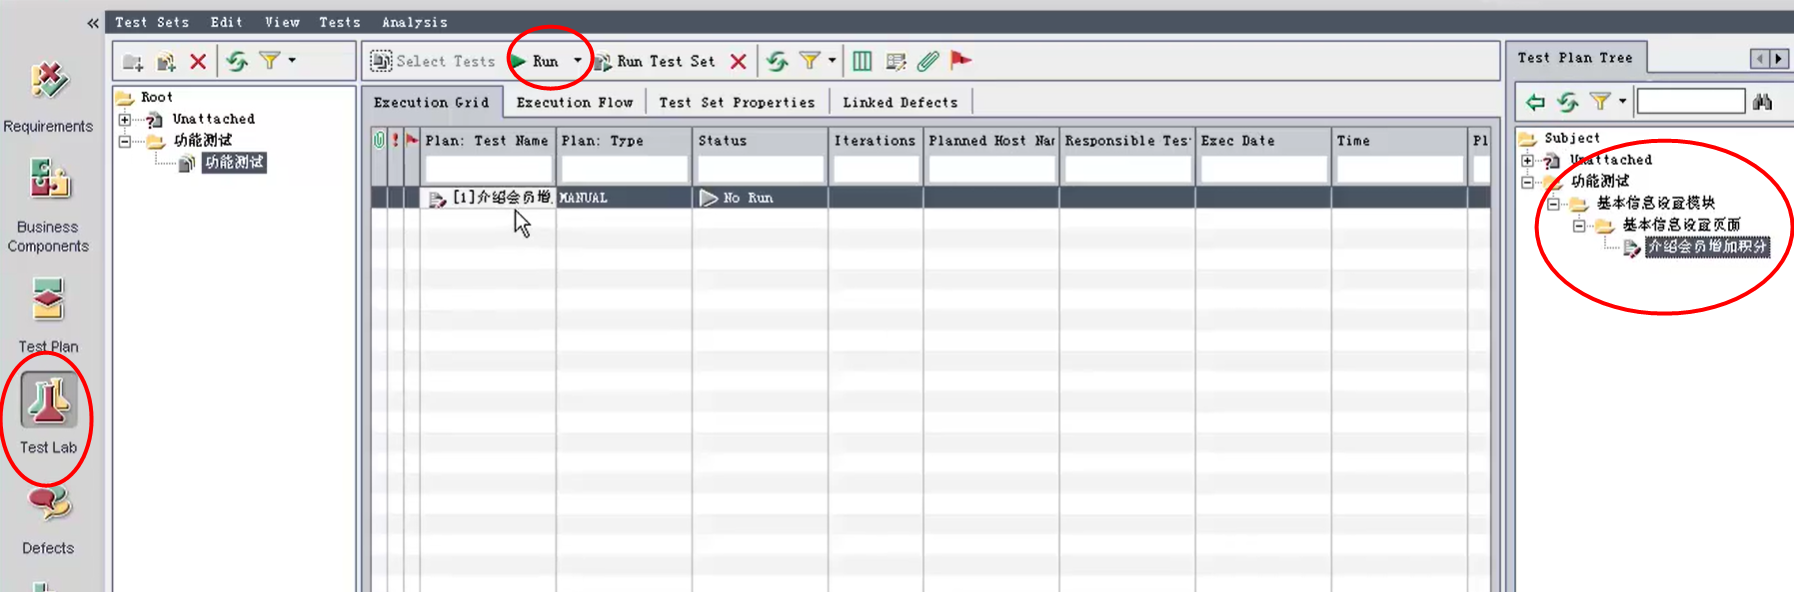 Test Sets Edit View Tests Analysis
Requirements
Business
Components
Test Plan
Test Lab
Defects
Root
Unattached
功能测试
功能测试
Select Tests Run Run Test Set
Execution Grid Execution Flow Test Set Properties Linked Defects
Plan: Test Name Plan: Type Status Iterations Planned Host Nar Responsible Tes Exec Date Time Pl
[1]介绍会员增 MANUAL No Run
Test Plan Tree
Subject
Unattached
功能测试
基本信息设置模块
基本信息设置页面
介绍会员增加积分